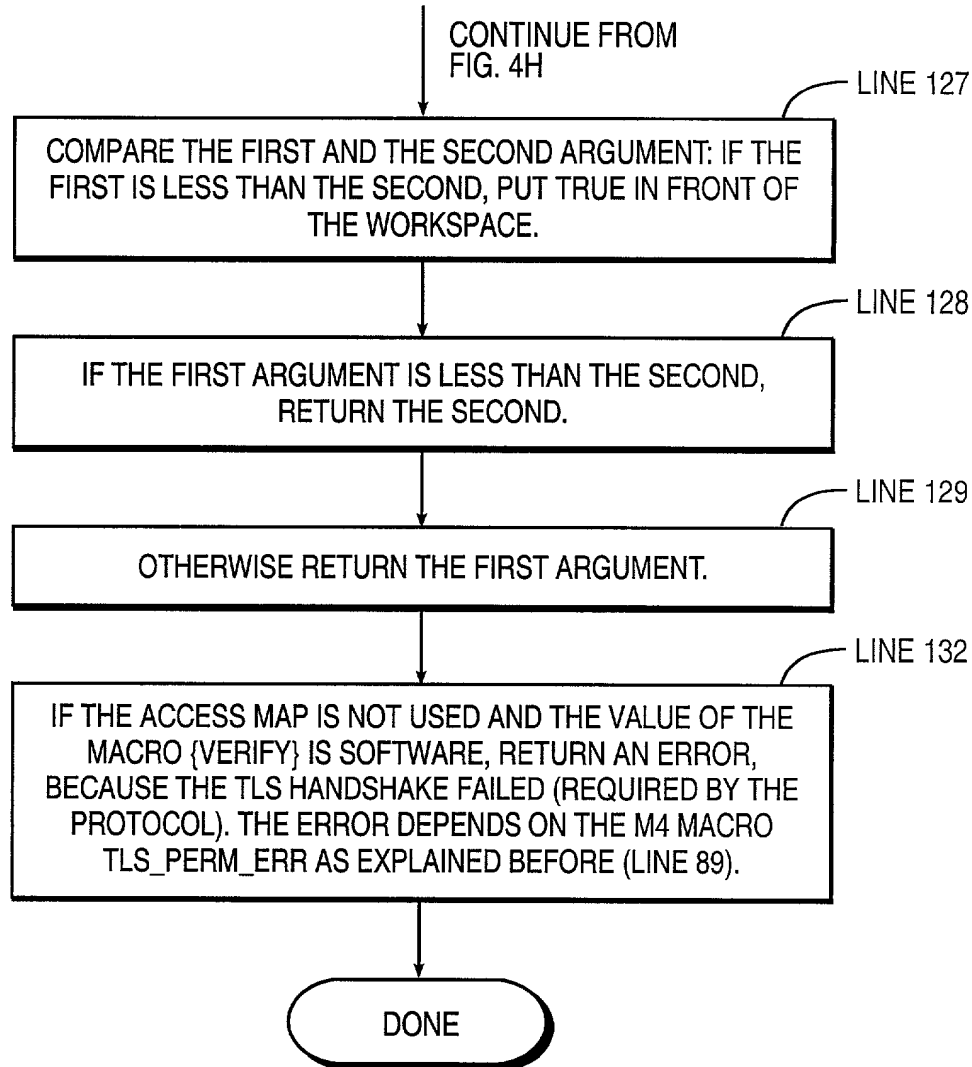 CONTINUE FROM
FIG. 4H
LINE 127
COMPARE THE FIRST AND THE SECOND ARGUMENT: IF THE
FIRST IS LESS THAN THE SECOND, PUT TRUE IN FRONT OF
THE WORKSPACE.
LINE 128
IF THE FIRST ARGUMENT IS LESS THAN THE SECOND,
RETURN THE SECOND.
LINE 129
OTHERWISE RETURN THE FIRST ARGUMENT.
LINE 132
IF THE ACCESS MAP IS NOT USED AND THE VALUE OF THE
MACRO {VERIFY} IS SOFTWARE, RETURN AN ERROR,
BECAUSE THE TLS HANDSHAKE FAILED (REQUIRED BY THE
PROTOCOL). THE ERROR DEPENDS ON THE M4 MACRO
TLS_PERM_ERR AS EXPLAINED BEFORE (LINE 89).
DONE